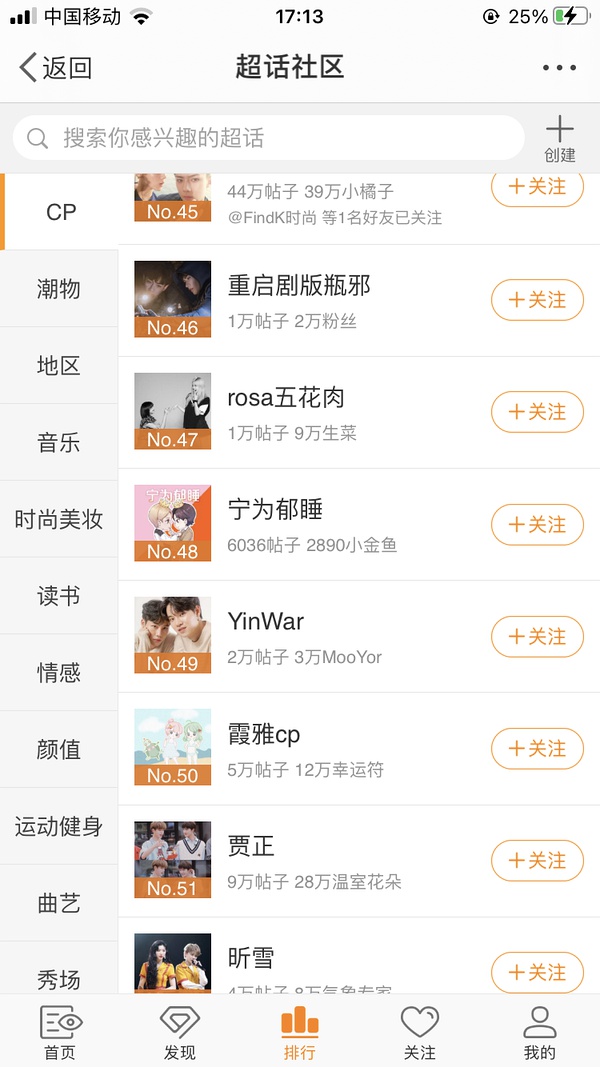 中国移动
17:13
25%
返回
超话社区
搜索你感兴趣的超话
创建
CP
潮物
地区
音乐
时尚美妆
读书
情感
颜值
运动健身
曲艺
秀场
No.45
44万帖子 39万小橘子
@FindK时尚 等1名好友已关注
+关注
No.46
重启剧版瓶邪
1万帖子 2万粉丝
+关注
No.47
rosa五花肉
1万帖子 9万生菜
+关注
宁为郁睡
No.48
宁为郁睡
6036帖子 2890小金鱼
+关注
No.49
YinWar
2万帖子 3万MooYor
+关注
No.50
霞雅cp
5万帖子 12万幸运符
+关注
No.51
贾正
9万帖子 28万温室花朵
+关注
昕雪
4万帖子 8万气象专家
+关注
首页
发现
排行
关注
我的